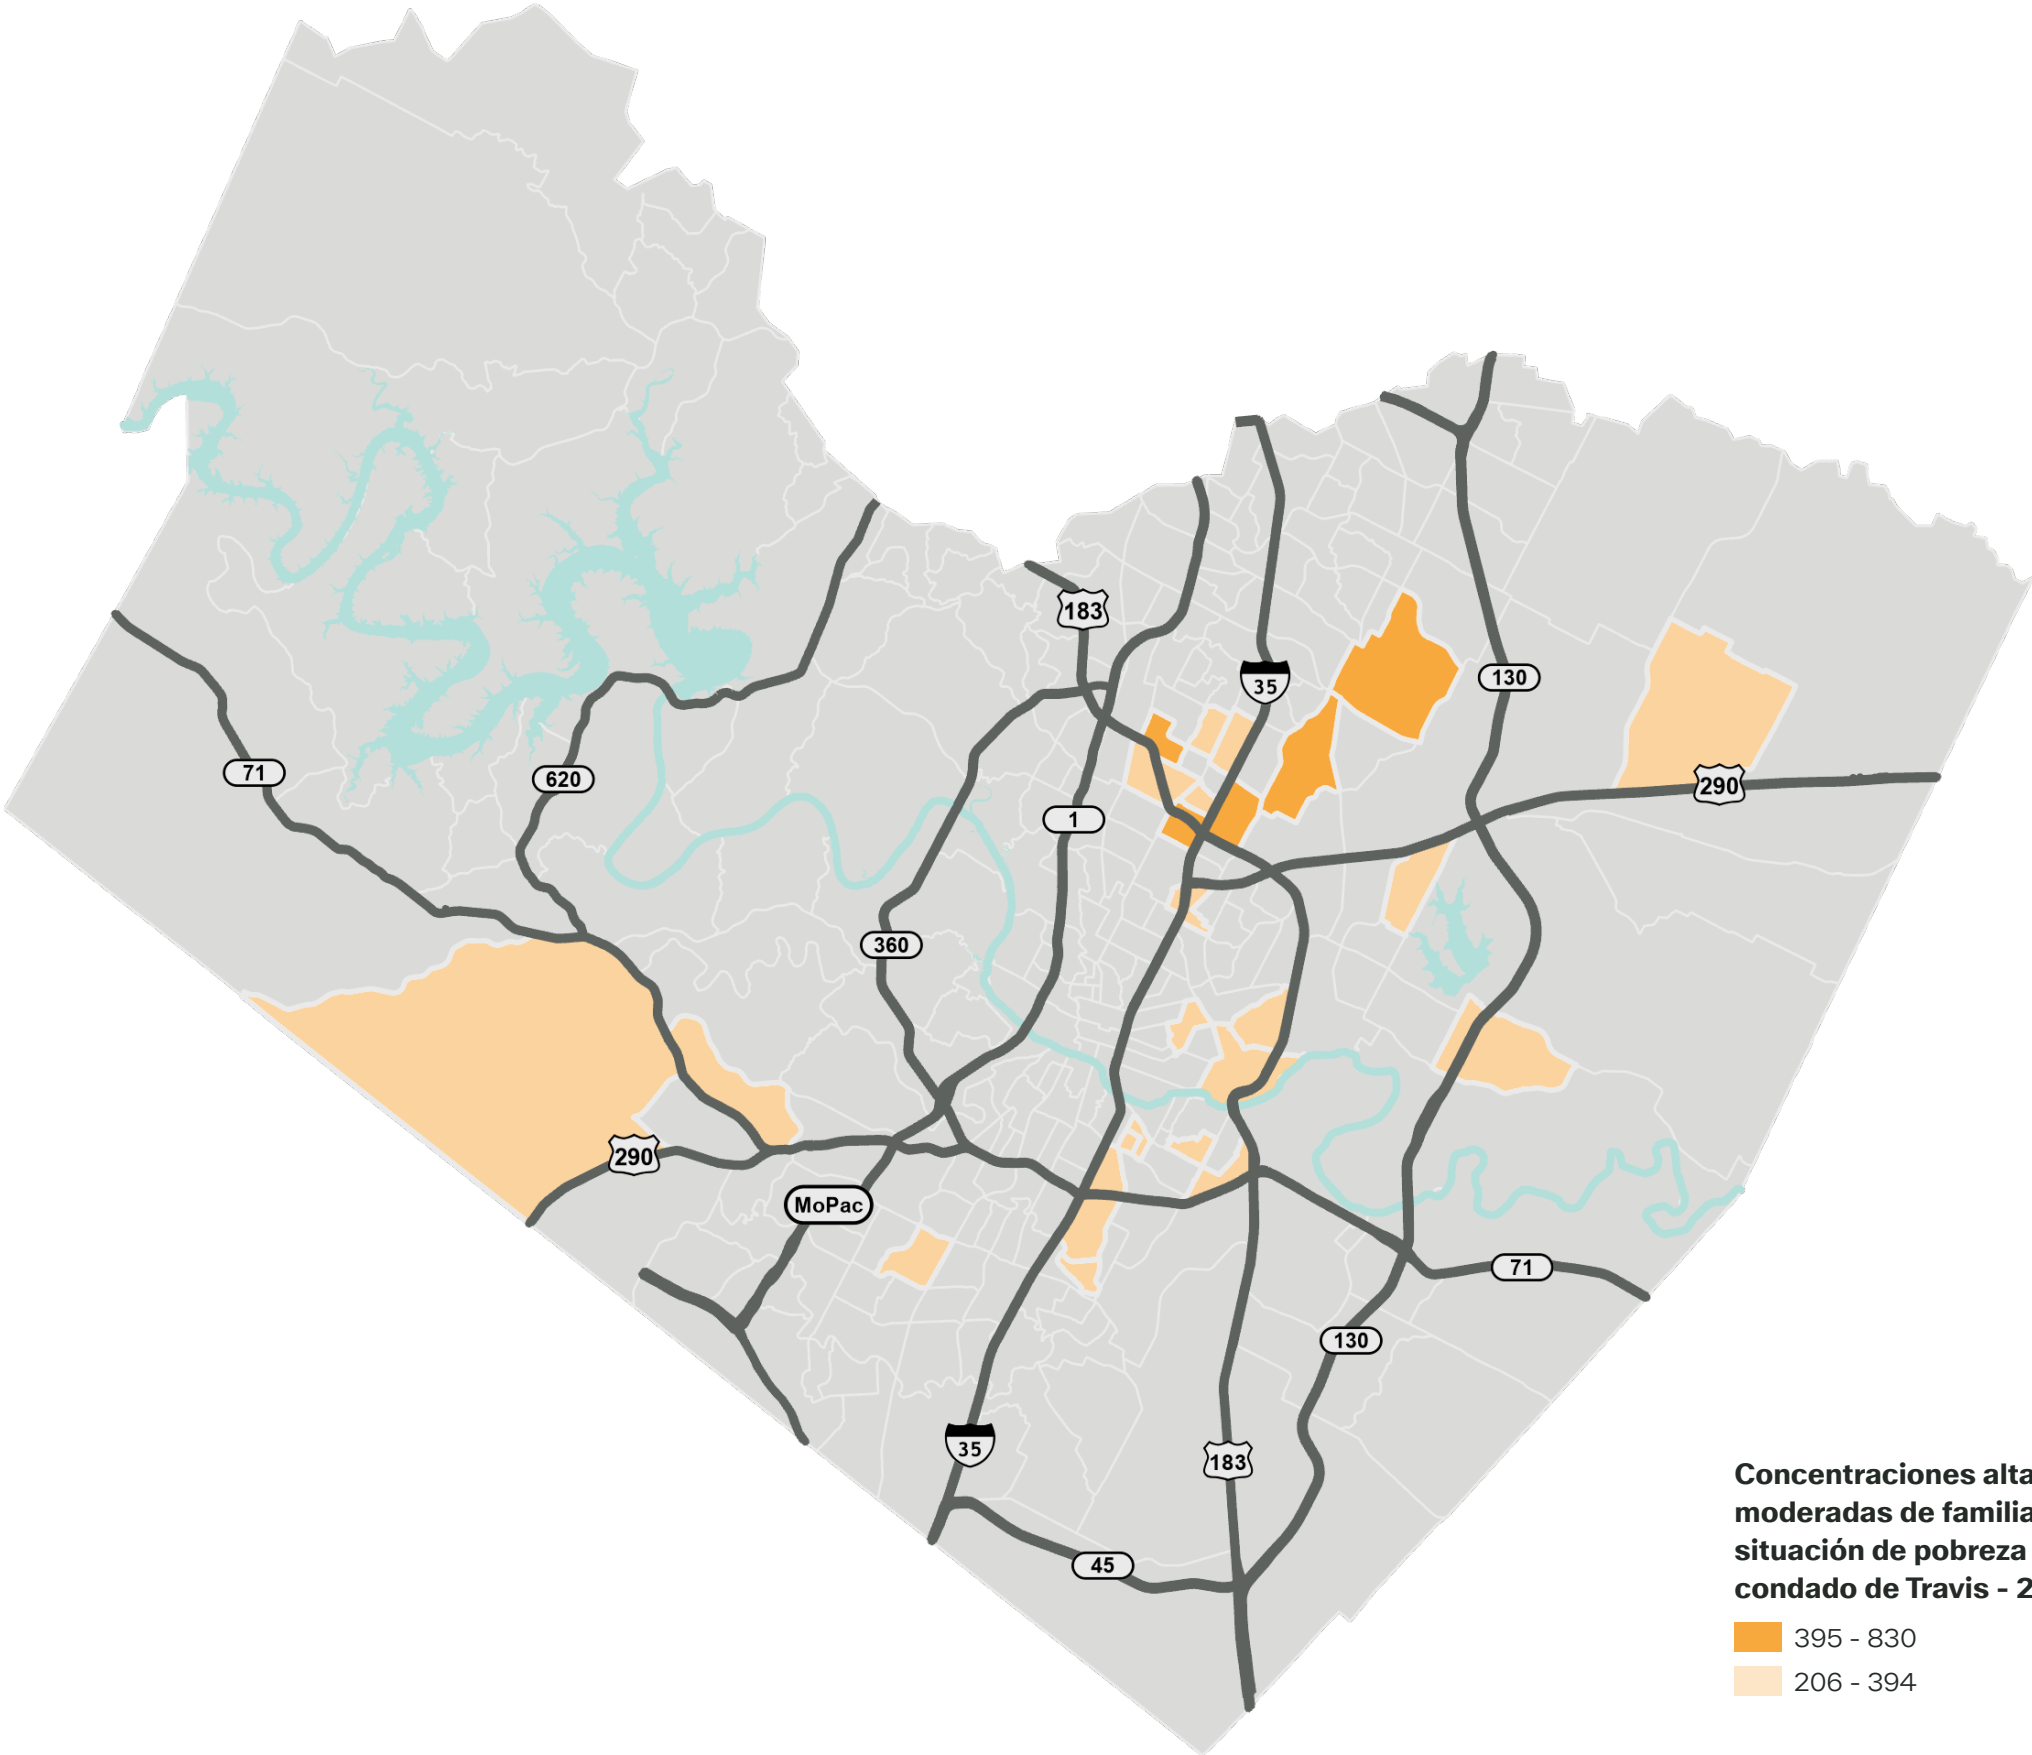 183
35
130
71
620
290
1
360
290
MoPac
71
130
35
183
45
Concentraciones alta
moderadas de familia
situación de pobreza
condado de Travis - 2
395 - 830
206 - 394